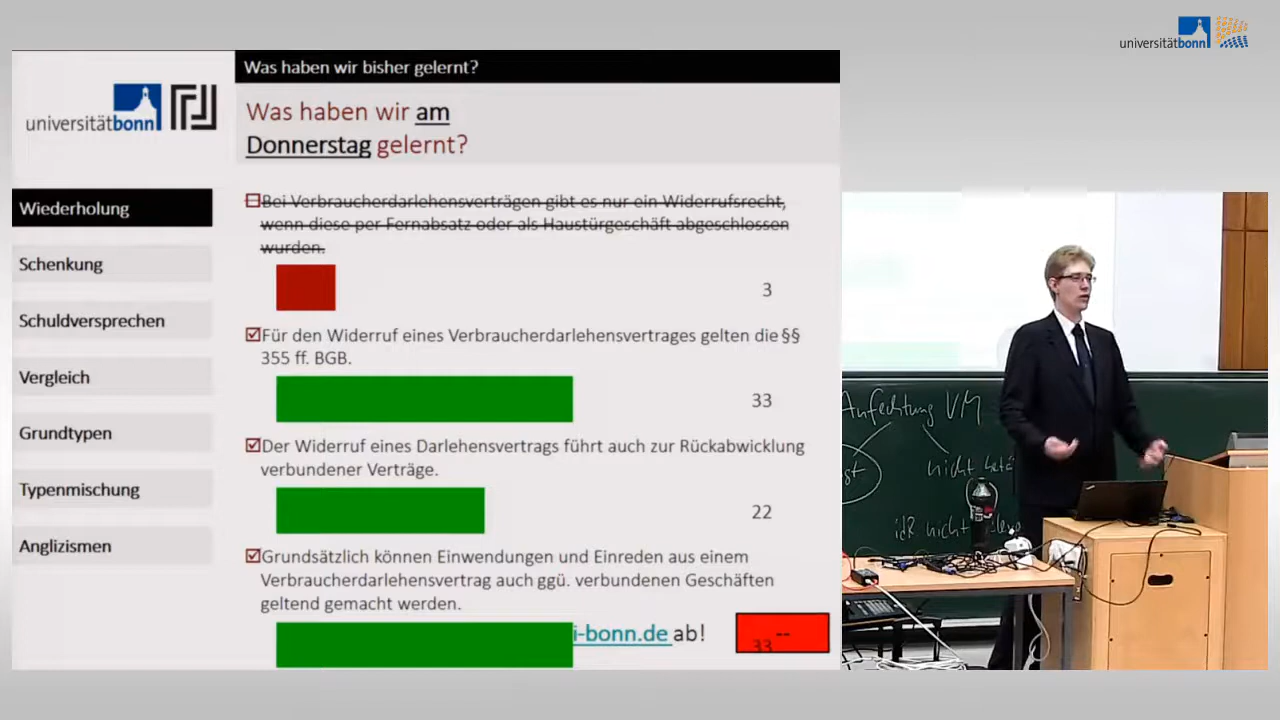 universitätbonn
Was haben wir bisher gelernt?
universitätbonn
Was haben wir am
Donnerstag gelernt?
Wiederholung
Schenkung
Schuldversprechen
Vergleich
Grundtypen
Typenmischung
Anglizismen
Bei Verbraucherdarlehensverträgen gibt es nur ein Widerrufsrecht,
wenn diese per Fernabsatz oder als Haustürgeschäft abgeschlossen
wurden.
3
Für den Widerruf eines Verbraucherdarlehensvertrages gelten die §§
355 ff. BGB.
33
Der Widerruf eines Darlehensvertrags führt auch zur Rückabwicklung
verbundener Verträge.
22
Grundsätzlich können Einwendungen und Einreden aus einem
Verbraucherdarlehensvertrag auch ggü. verbundenen Geschäften
geltend gemacht werden.
i-bonn.de ab!
--
33
Anfechtung VM
nicht
idR nicht